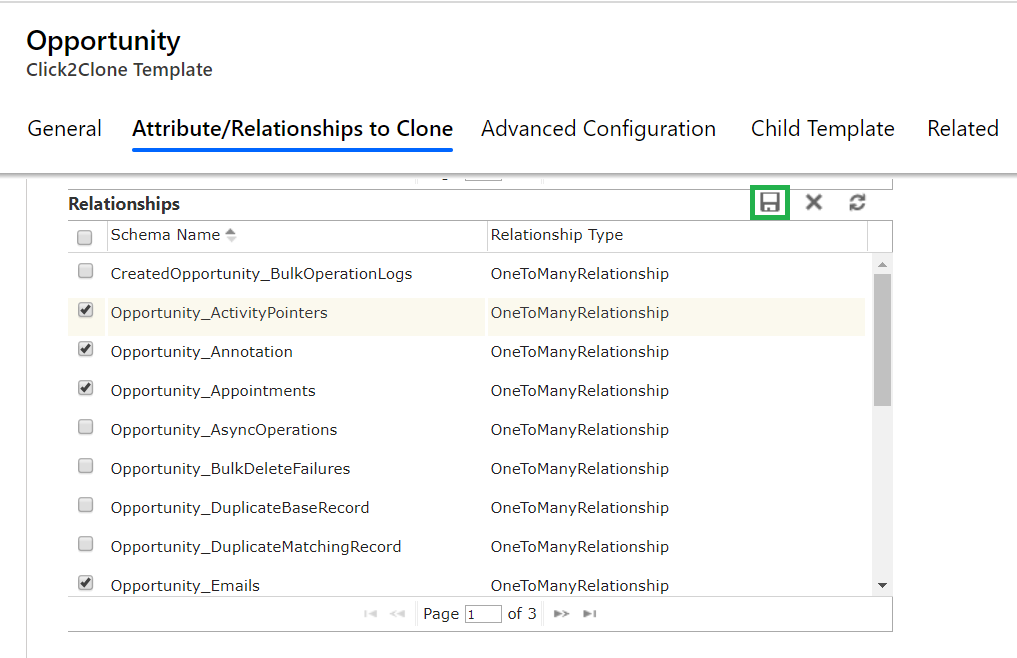 Opportunity
Click2Clone Template
General Attribute/Relationships to Clone Advanced Configuration Child Template Related
Relationships
Schema Name Relationship Type
CreatedOpportunity_BulkOperationLogs OneToManyRelationship
Opportunity_ActivityPointers OneToManyRelationship
Opportunity_Annotation OneToManyRelationship
Opportunity_Appointments OneToManyRelationship
Opportunity_AsyncOperations OneToManyRelationship
Opportunity_BulkDeleteFailures OneToManyRelationship
Opportunity_DuplicateBaseRecord OneToManyRelationship
Opportunity_DuplicateMatchingRecord OneToManyRelationship
Opportunity_Emails OneToManyRelationship
Page 1 of 3